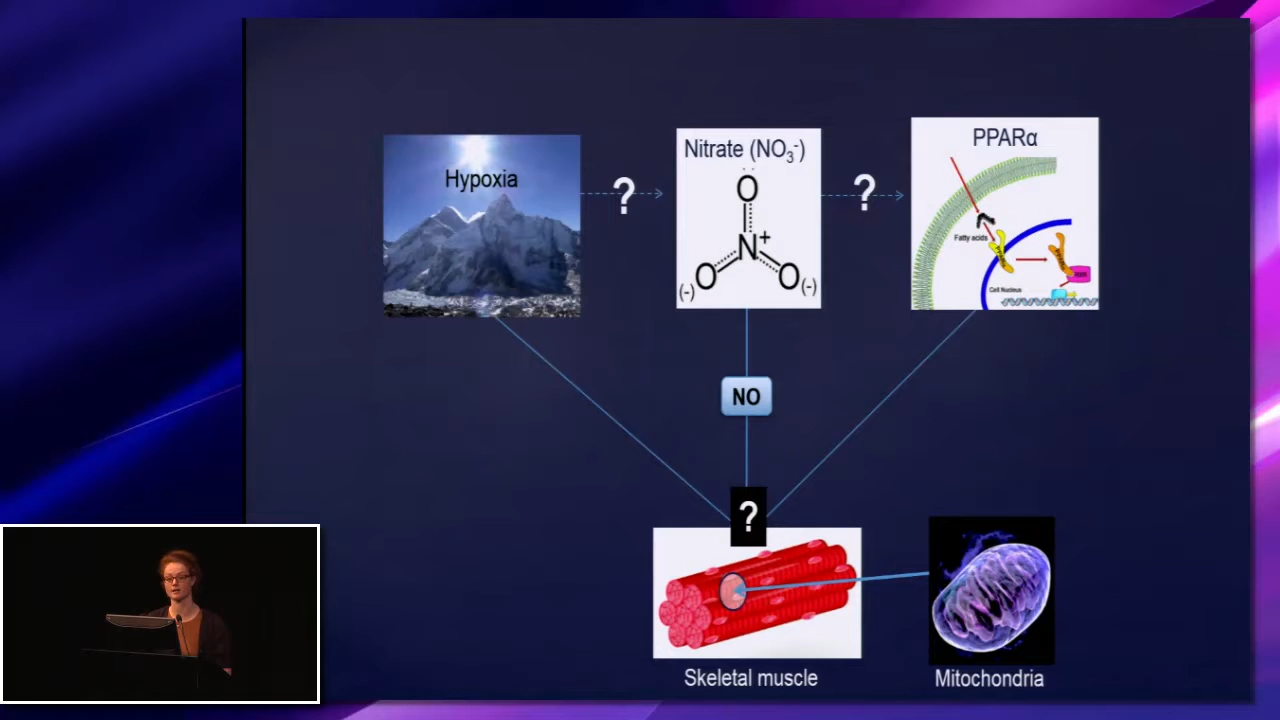 Hypoxia
?
Nitrate (NO₃⁻)
O
N+
O
O
(-)
(-)
?
PPARα
Fatty acids
Cell Nucleus
NO
?
Skeletal muscle
Mitochondria